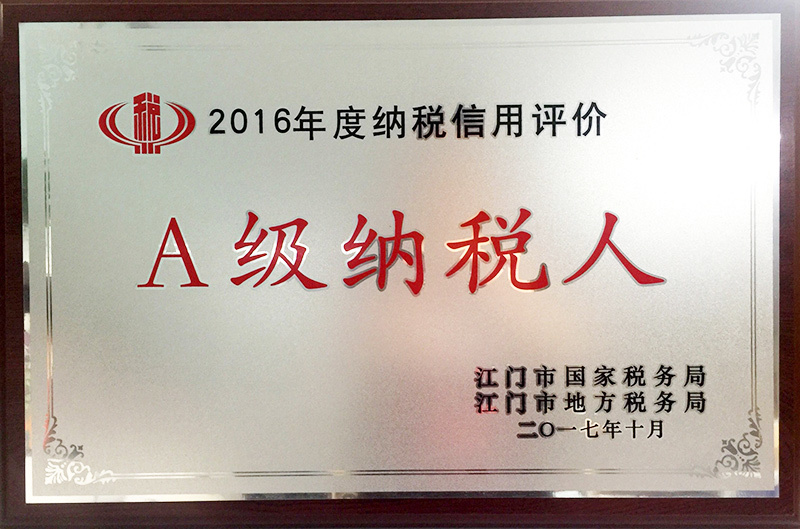 税
2016年度纳税信用评价
A级纳税人
江门市国家税务局
江门市地方税务局
二〇一七年十月